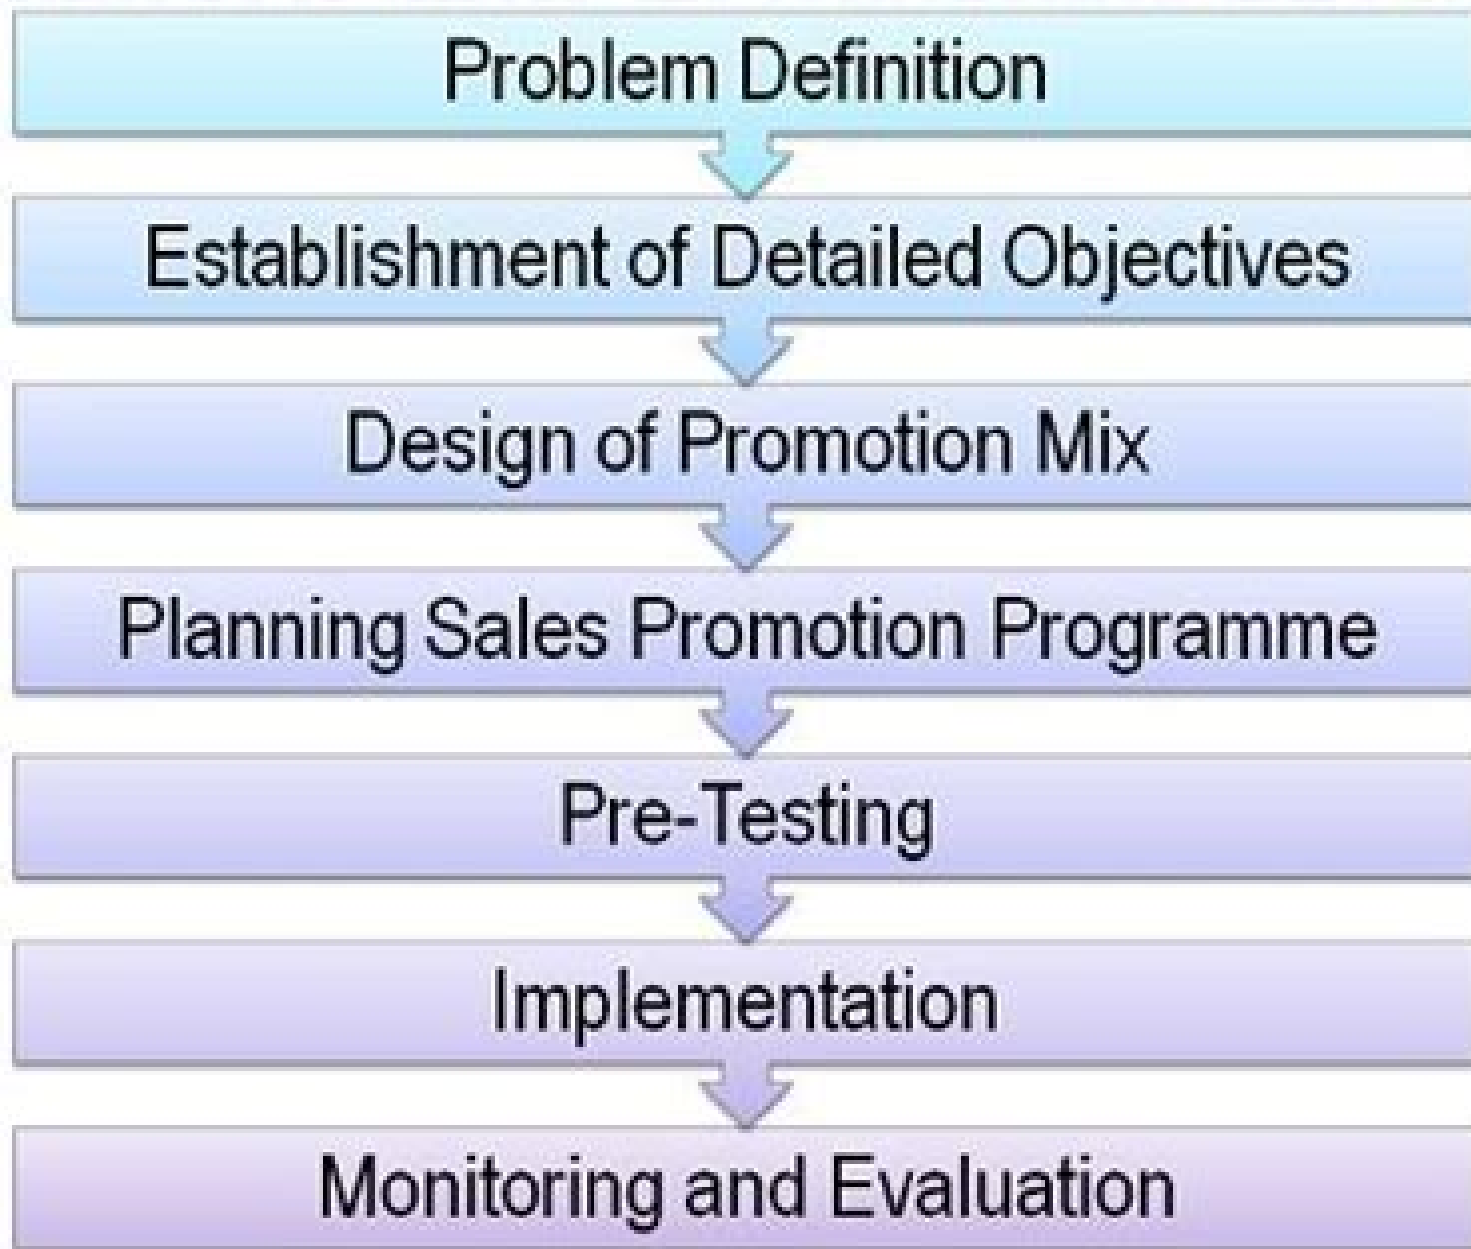 Problem Definition
Establishment of Detailed Objectives
Design of Promotion Mix
Planning Sales Promotion Programme
Pre-Testing
Implementation
Monitoring and Evaluation